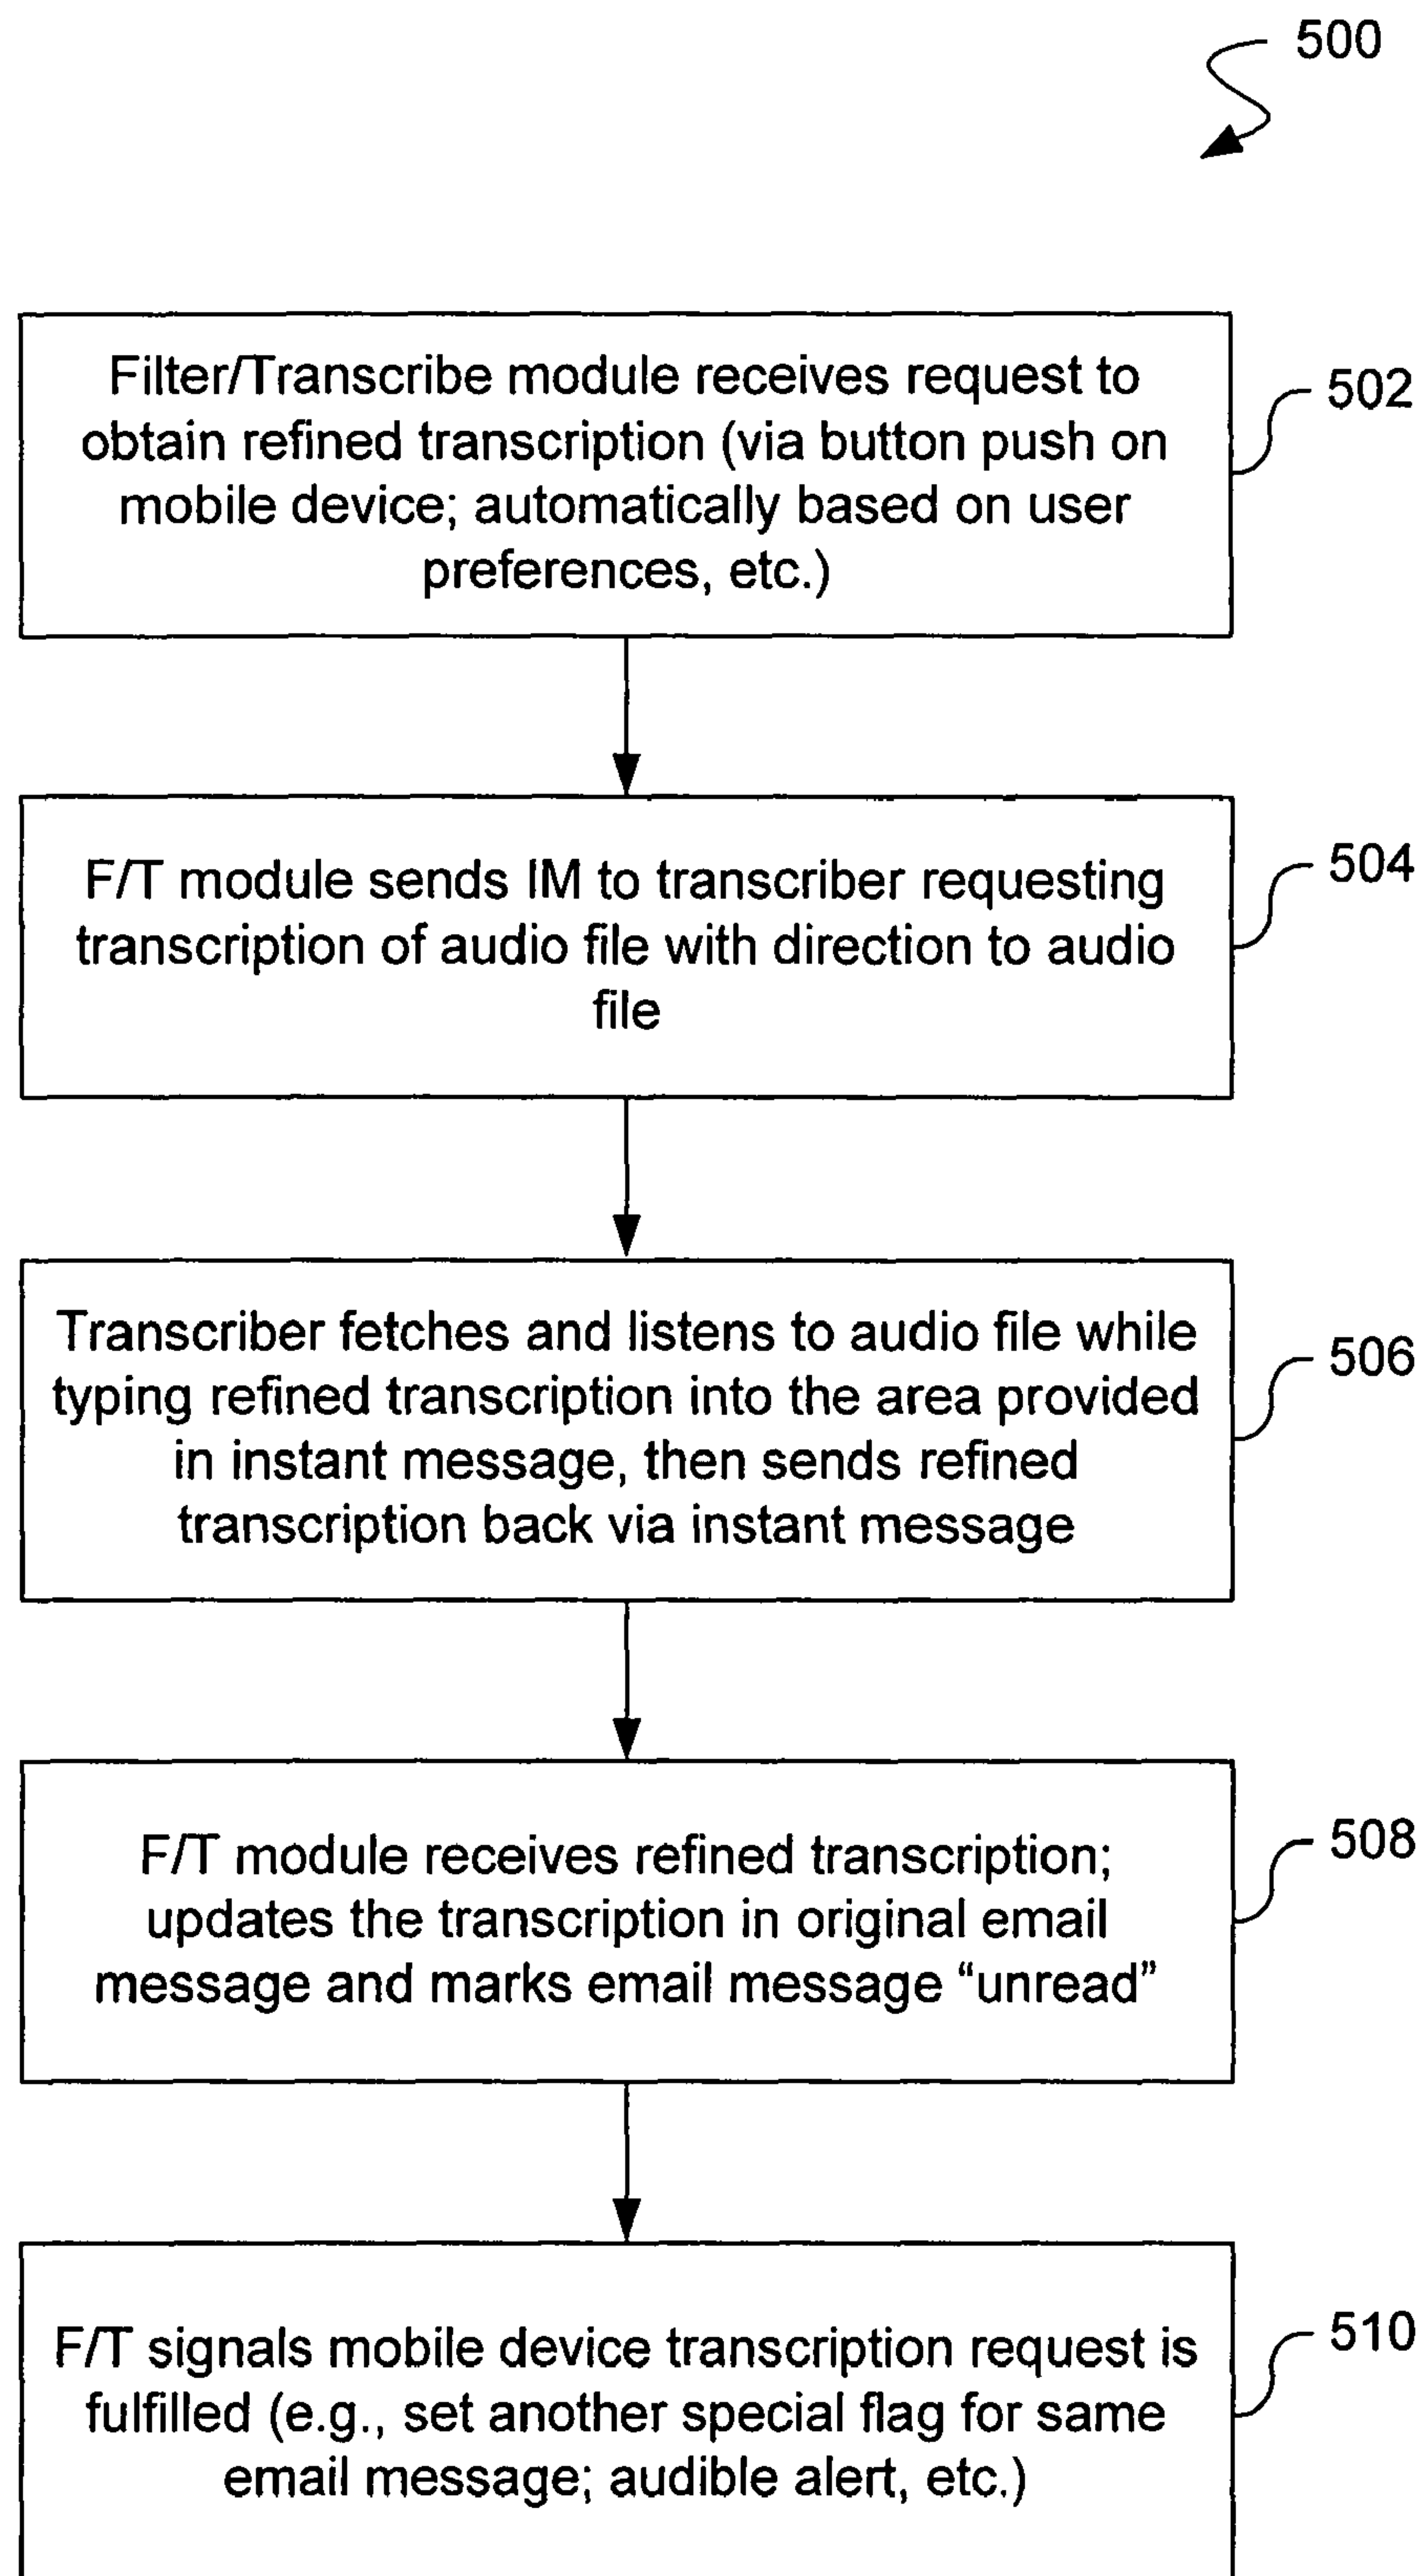 500
Filter/Transcribe module receives request to
obtain refined transcription (via button push on
mobile device; automatically based on user
preferences, etc.)
502
F/T module sends IM to transcriber requesting
transcription of audio file with direction to audio
file
504
Transcriber fetches and listens to audio file while
typing refined transcription into the area provided
in instant message, then sends refined
transcription back via instant message
506
F/T module receives refined transcription;
updates the transcription in original email
message and marks email message “unread”
508
F/T signals mobile device transcription request is
fulfilled (e.g., set another special flag for same
email message; audible alert, etc.)
510